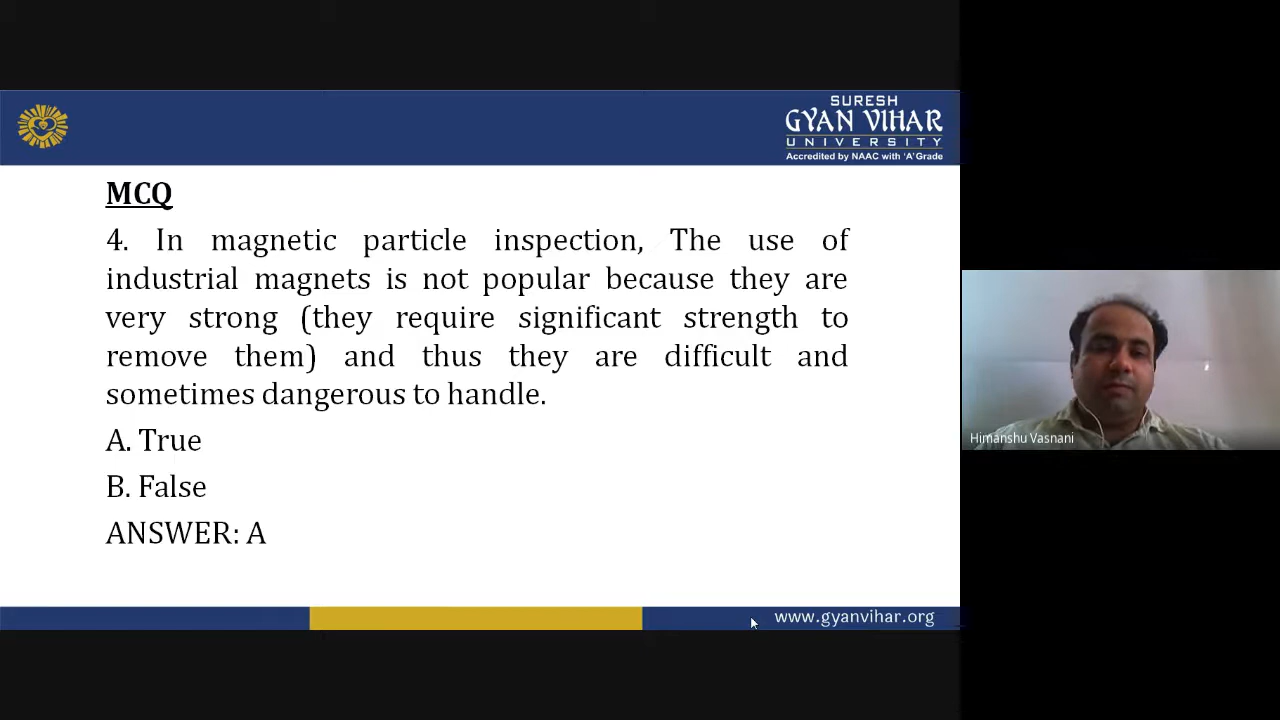 SURESH
GYAN VIHAR
UNIVERSITY
Accredited by NAAC with 'A' Grade
MCQ
4. In magnetic particle inspection, The use of
industrial magnets is not popular because they are
very strong (they require significant strength to
remove them) and thus they are difficult and
sometimes dangerous to handle.
A. True
B. False
ANSWER: A
Himanshu Vasnani
www.gyanvihar.org